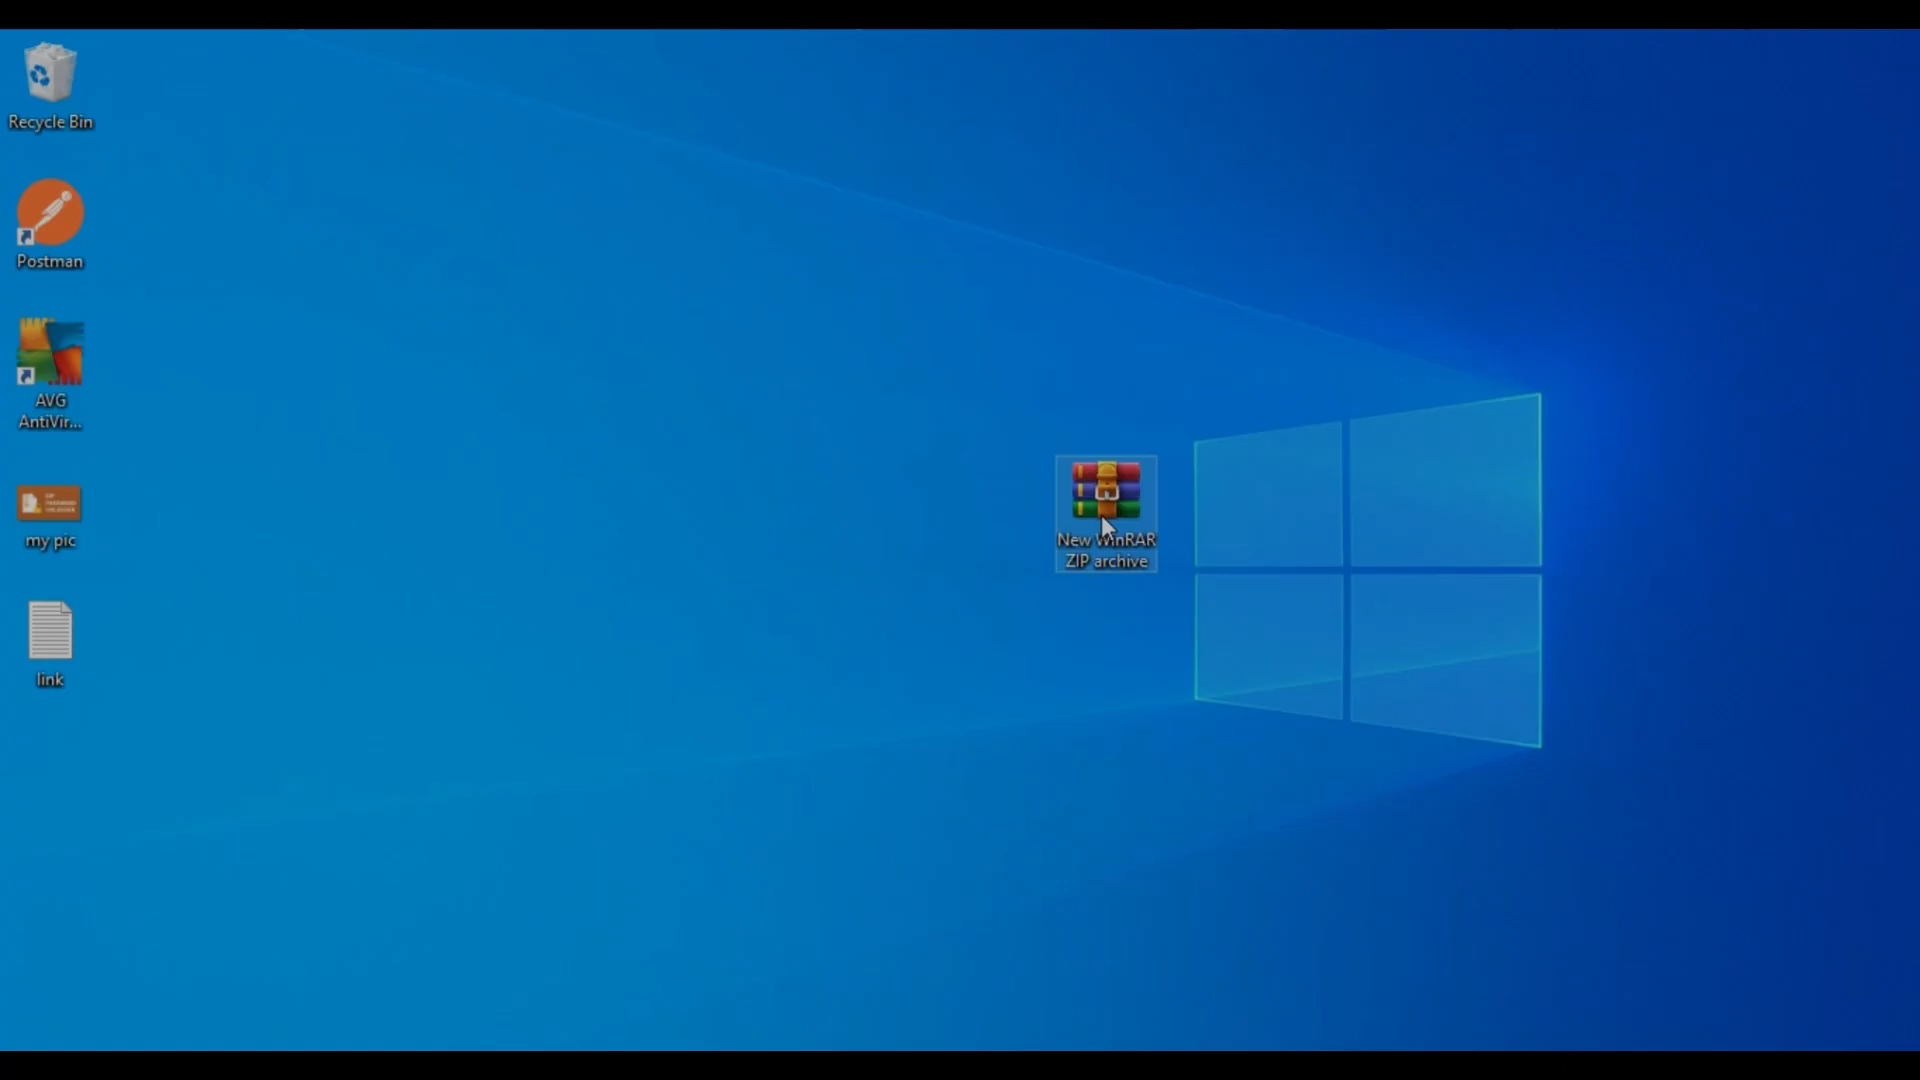 Recycle Bin
Postman
AVG
AntiVir...
my pic
link
New WinRAR
ZIP archive